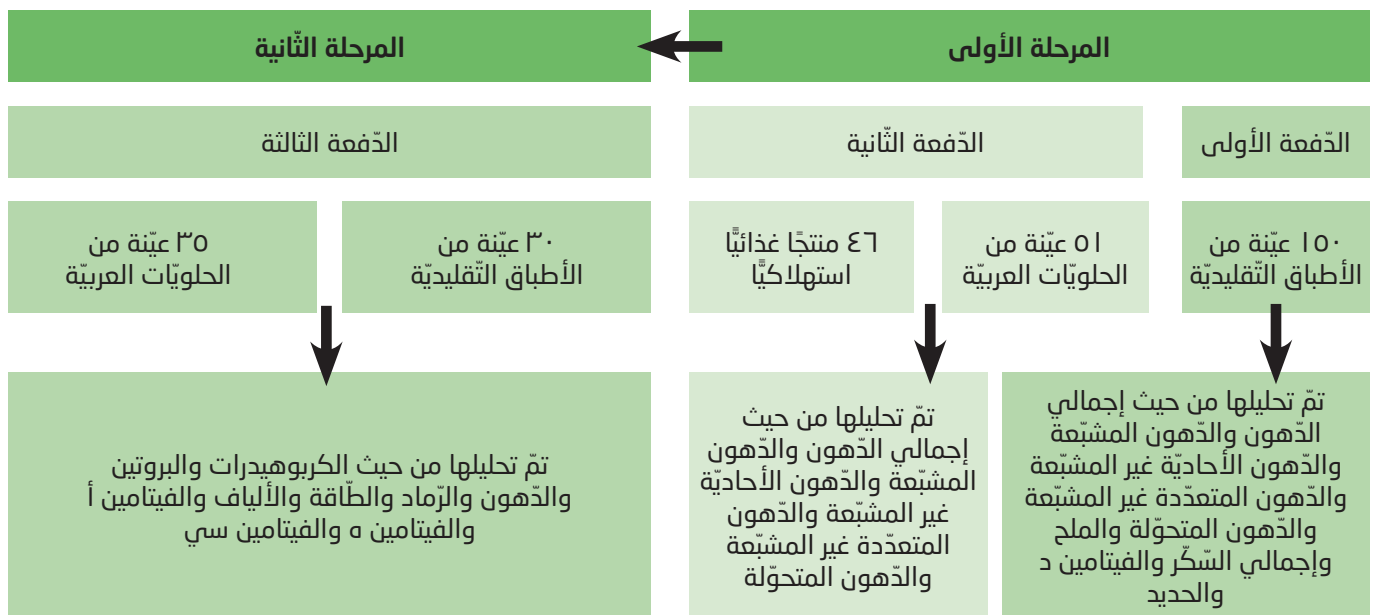 المرحلة الأولى
المرحلة الثّانية
الدّفعة الأولى
الدّفعة الثّانية
الدّفعة الثالثة
١٥٠ عيّنة من
الأطباق التّقليديّة
٥١ عيّنة من
الحلويّات العربيّة
٤٦ منتجًا غذائيًّا
استهلاكيًّا
٣٠ عيّنة من
الأطباق التّقليديّة
٣٥ عيّنة من
الحلويّات العربيّة
تمّ تحليلها من حيث إجمالي
الدّهون والدّهون المشبّعة
والدّهون الأحاديّة غير المشبّعة
والدّهون المتعدّدة غير المشبّعة
والدّهون المتحوّلة والملح
وإجمالي السّكّر والفيتامين د
والحديد
تمّ تحليلها من حيث
إجمالي الدّهون والدّهون
المشبّعة والدّهون الأحاديّة
غير المشبّعة والدّهون
المتعدّدة غير المشبّعة
والدّهون المتحوّلة
تمّ تحليلها من حيث الكربوهيدرات والبروتين
والدّهون والرّماد والطّاقة والألياف والفيتامين أ
والفيتامين ه والفيتامين سي